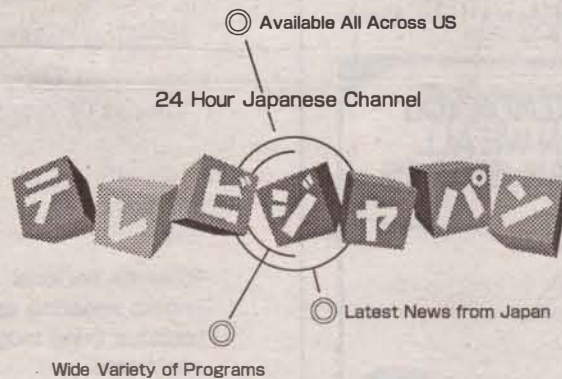 Available All Across US
24 Hour Japanese Channel
テレビジャパン
Latest News from Japan
Wide Variety of Programs